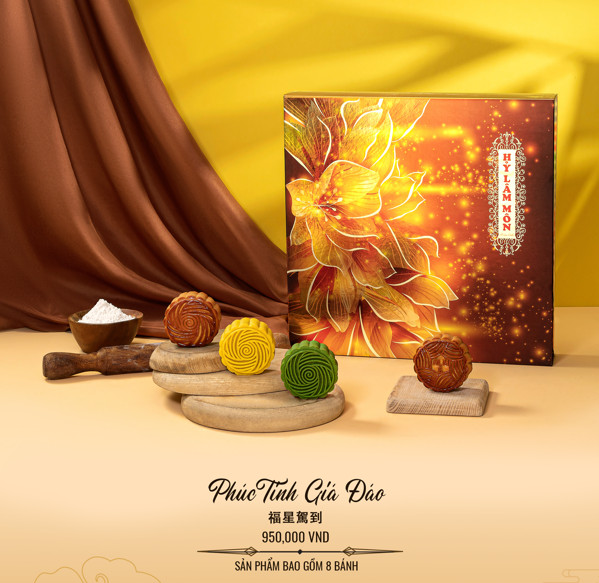 HỶ LÂM MÔN
Phúc Tinh Giá Đáo
福星駕到
950,000 VND
SẢN PHẨM BAO GỒM 8 BÁNH